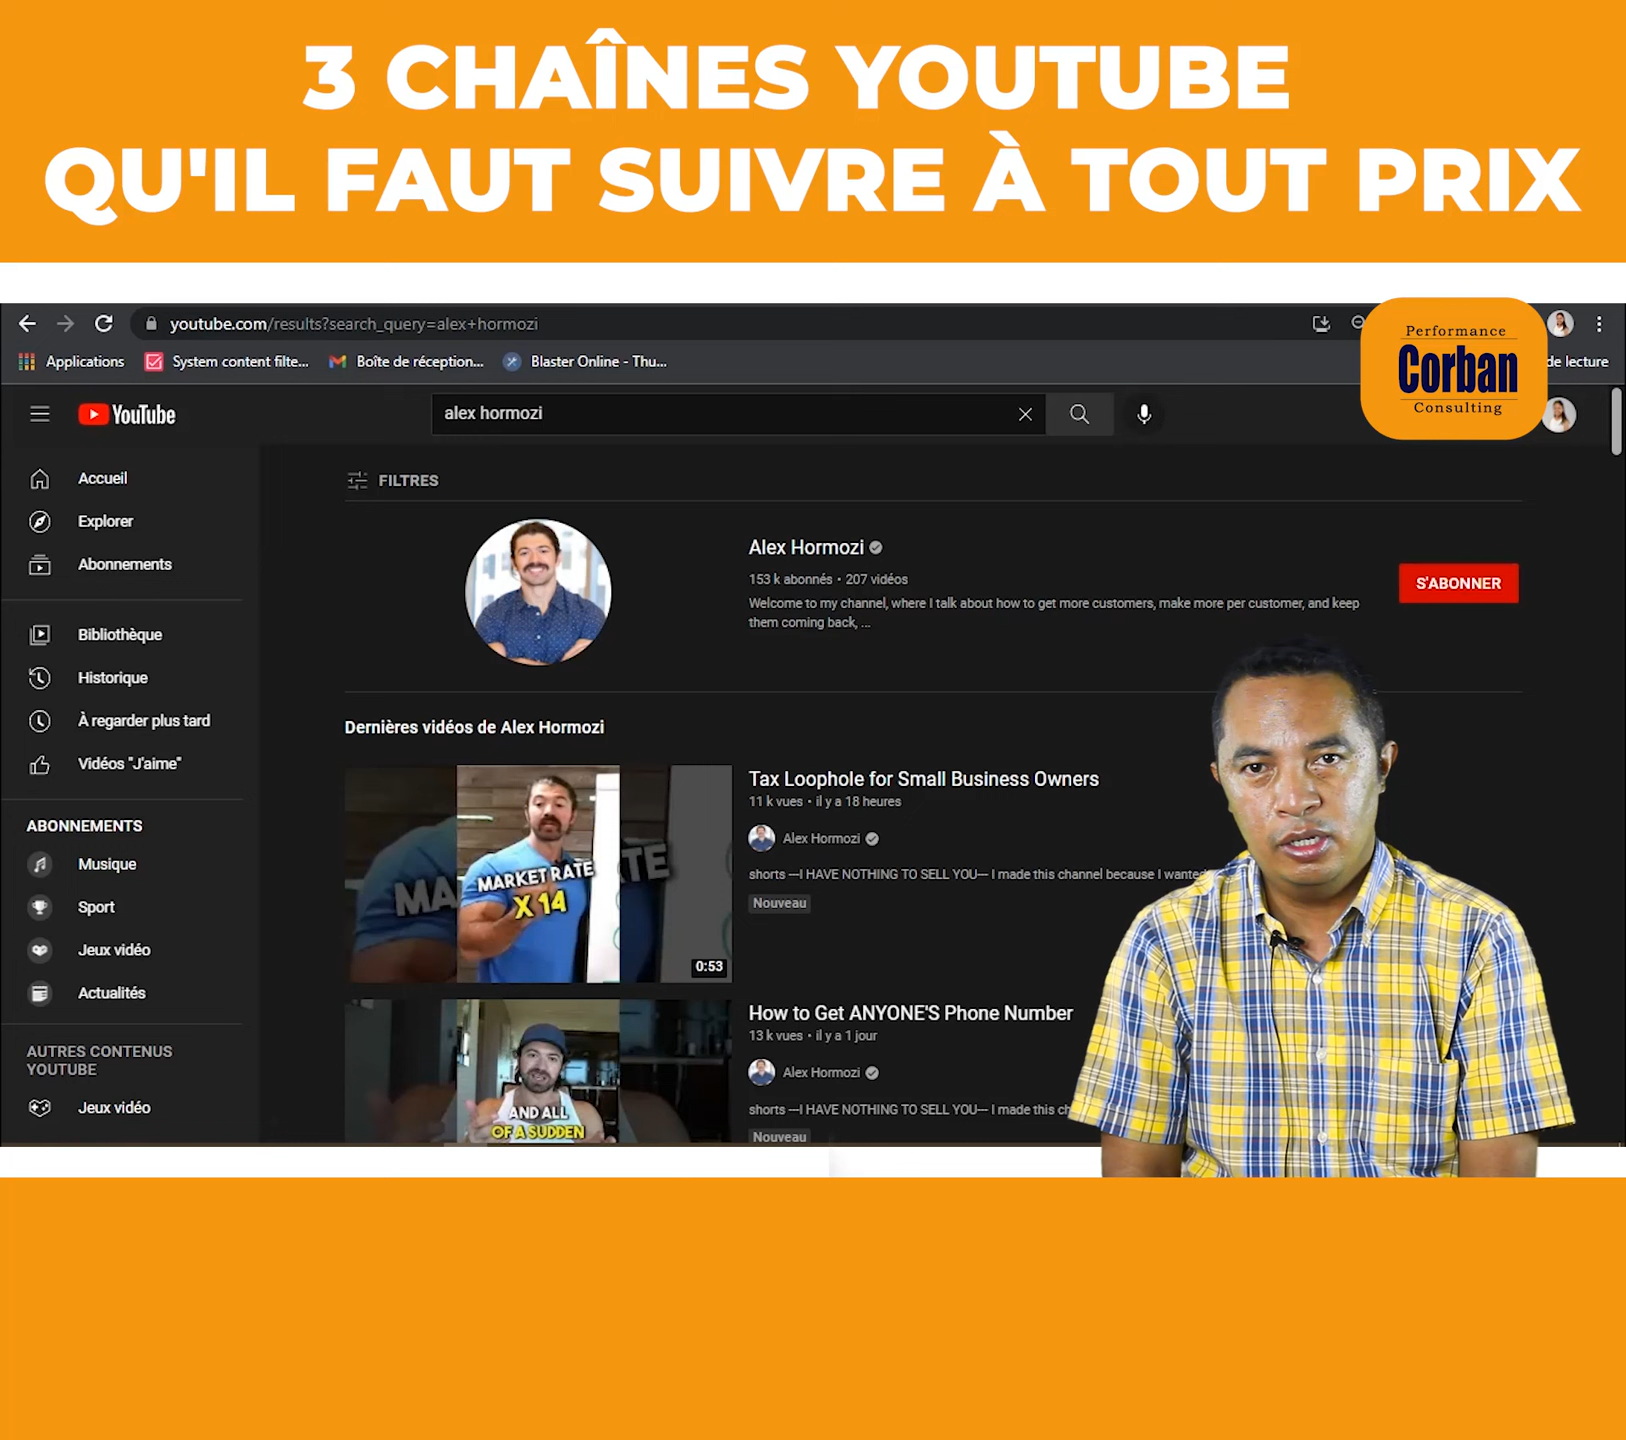 3 CHAÎNES YOUTUBE
QU'IL FAUT SUIVRE À TOUT PRIX
youtube.com/results?search_query=alex+hormozi
Applications
System content filte...
Boîte de réception...
Blaster Online - Thu...
de lecture
Performance
Corban
Consulting
YouTube
alex hormozi
Accueil
Explorer
Abonnements
Bibliothèque
Historique
À regarder plus tard
Vidéos "J'aime"
ABONNEMENTS
Musique
Sport
Jeux vidéo
Actualités
AUTRES CONTENUS
YOUTUBE
Jeux vidéo
FILTRES
Alex Hormozi
153 k abonnés • 207 vidéos
Welcome to my channel, where I talk about how to get more customers, make more per customer, and keep
them coming back, ...
S'ABONNER
Dernières vidéos de Alex Hormozi
MA
MARKET RATE
X 14
TE
0:53
Tax Loophole for Small Business Owners
11 k vues • il y a 18 heures
Alex Hormozi
shorts —I HAVE NOTHING TO SELL YOU— I made this channel because I wanted
Nouveau
AND ALL
OF A SUDDEN
How to Get ANYONE'S Phone Number
13 k vues • il y a 1 jour
Alex Hormozi
shorts —I HAVE NOTHING TO SELL YOU— I made this ch
Nouveau